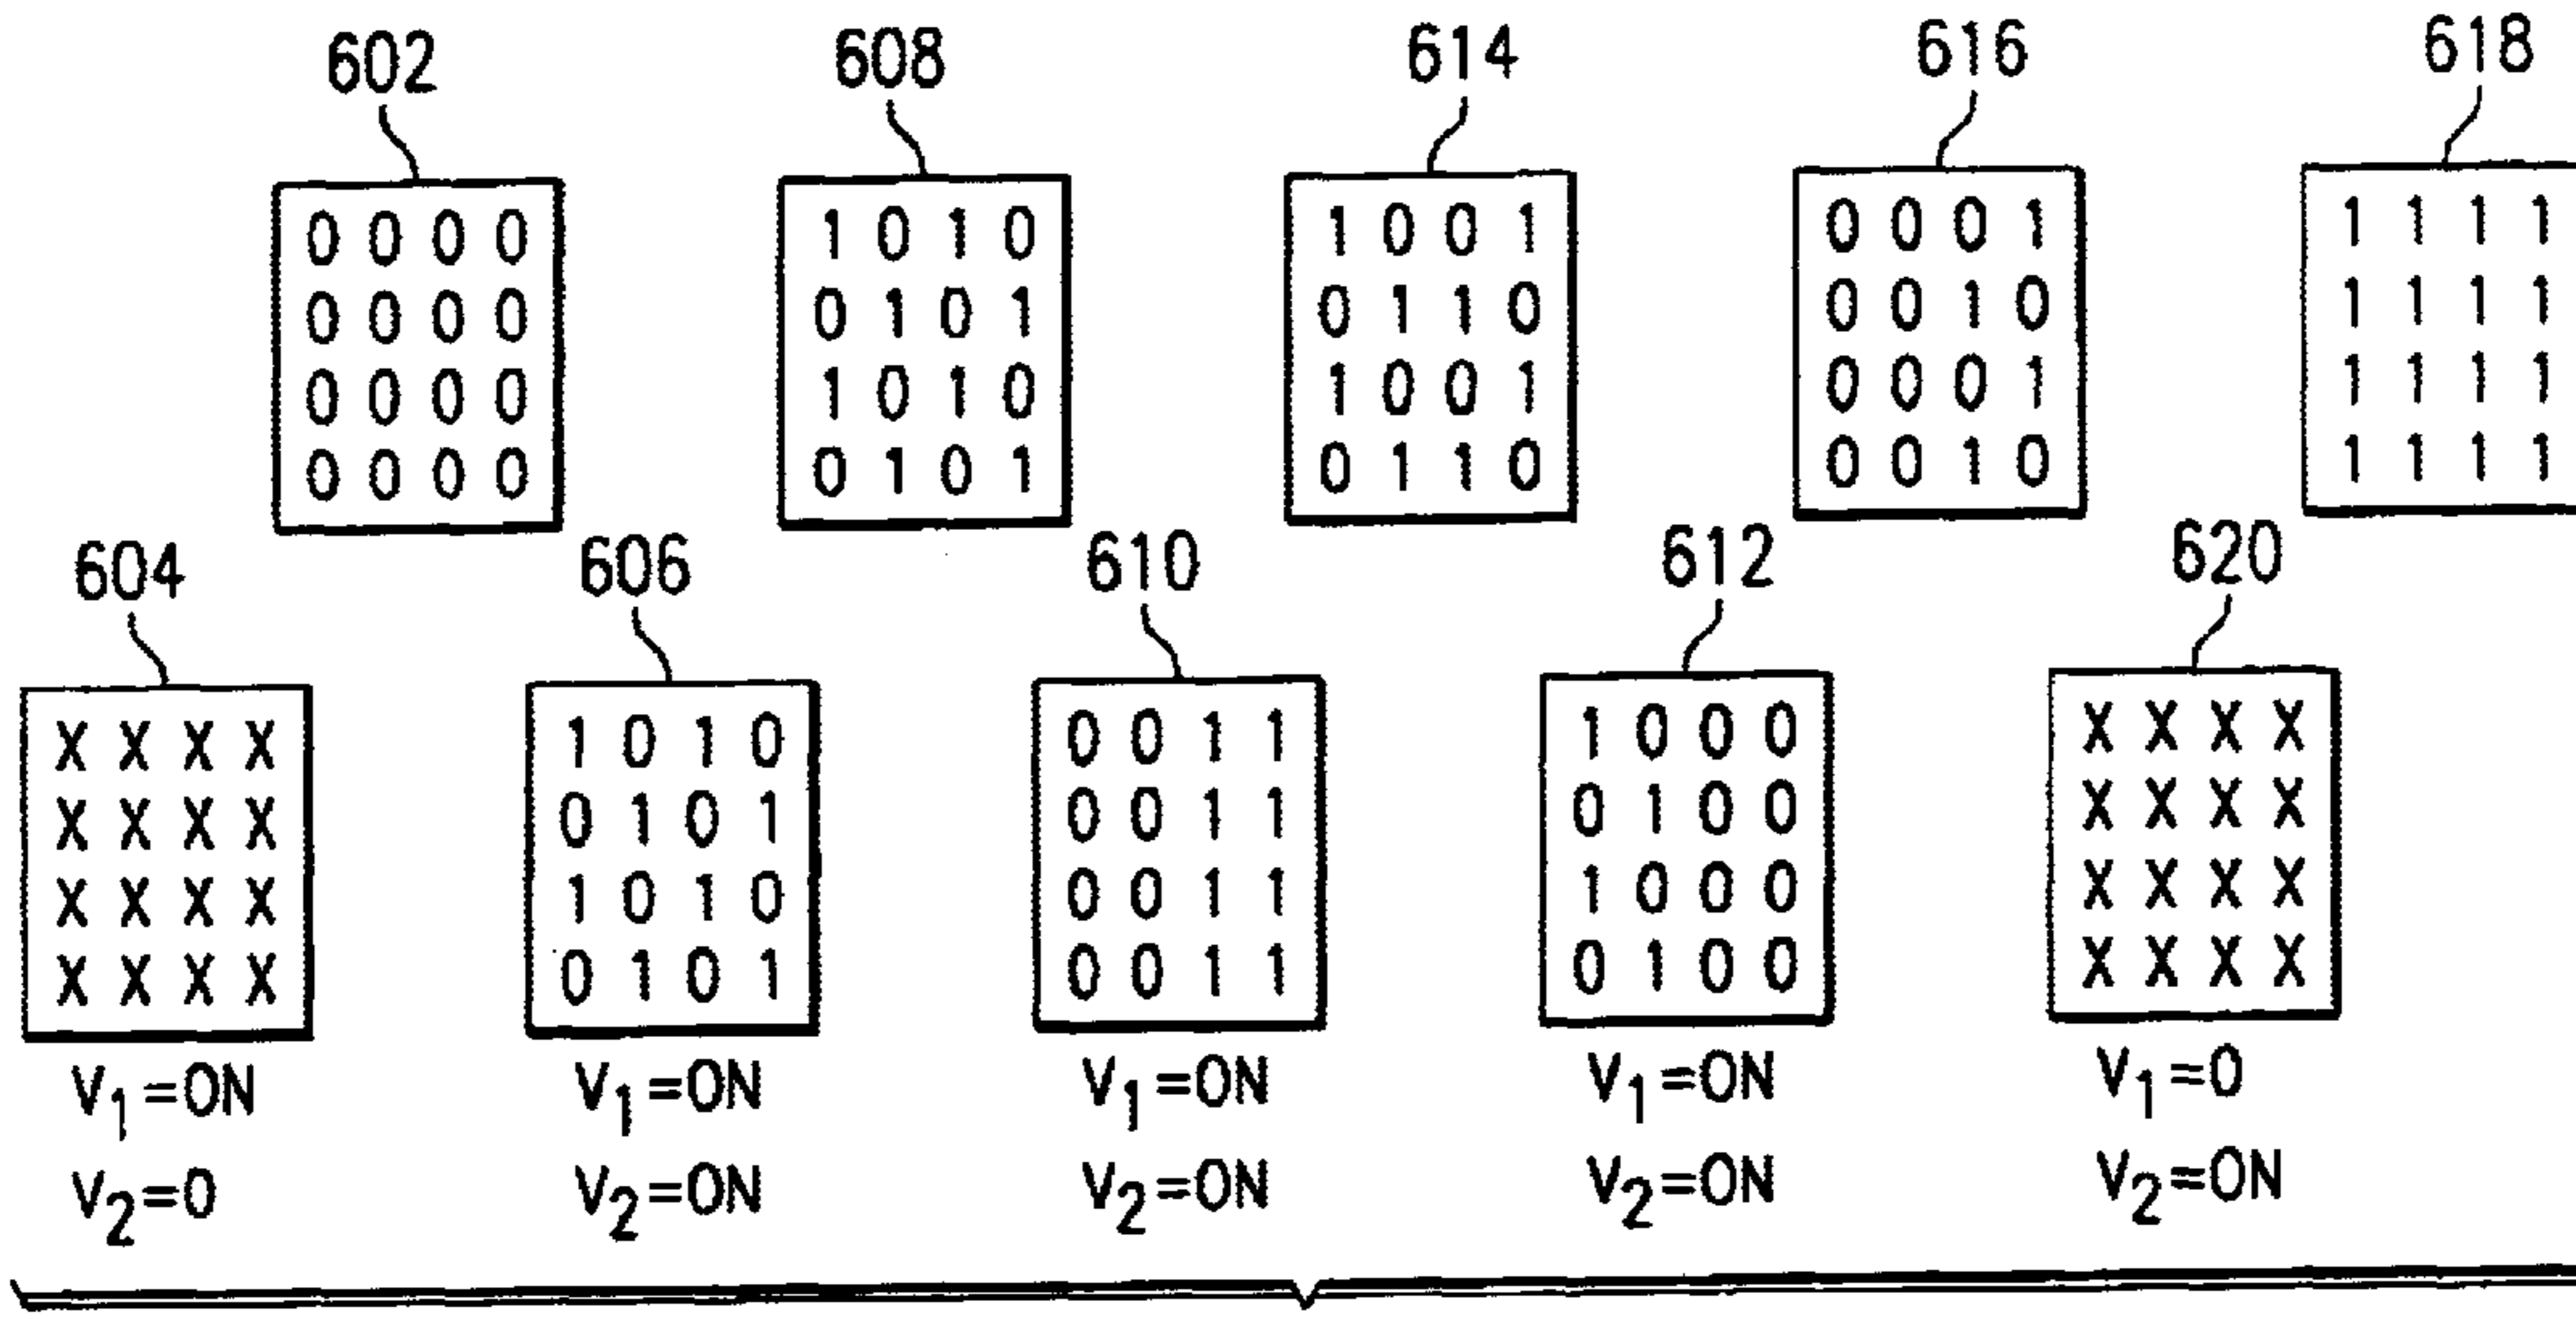 602 608 614 616 618
0 0 0 0 1 0 1 0 1 0 0 1 0 0 0 1 1 1 1 1
0 0 0 0 0 1 0 1 0 1 1 0 0 0 1 0 1 1 1 1
0 0 0 0 1 0 1 0 1 0 0 1 0 0 0 1 1 1 1 1
0 0 0 0 0 1 0 1 0 1 1 0 0 0 1 0 1 1 1 1
604 606 610 612 620
X X X X 1 0 1 0 0 0 1 1 1 0 0 0 X X X X
X X X X 0 1 0 1 0 0 1 1 0 1 0 0 X X X X
X X X X 1 0 1 0 0 0 1 1 1 0 0 0 X X X X
X X X X 0 1 0 1 0 0 1 1 0 1 0 0 X X X X
V1=ON V1=ON V1=ON V1=ON V1=0
V2=0 V2=ON V2=ON V2=ON V2=ON